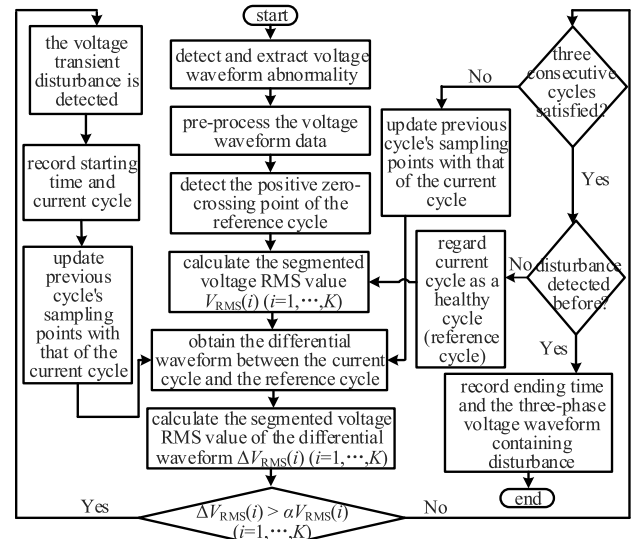 start
detect and extract voltage
waveform abnormality
pre-process the voltage
waveform data
detect the positive zero-
crossing point of the
reference cycle
calculate the segmented
voltage RMS value
V_RMS(i) (i=1,⋯,K)
obtain the differential
waveform between the current
cycle and the reference cycle
calculate the segmented voltage
RMS value of the differential
waveform ΔV_RMS(i) (i=1,⋯,K)
ΔV_RMS(i) > αV_RMS(i)
(i=1,⋯,K)
Yes
the voltage
transient
disturbance is
detected
record starting
time and
current cycle
update
previous
cycle's
sampling
points with
that of the
current cycle
No
three
consecutive
cycles
satisfied?
No
update previous
cycle's sampling
points with that
of the current
cycle
Yes
disturbance
detected
before?
No
regard
current
cycle as a
healthy
cycle
(reference
cycle)
Yes
record ending time
and the three-phase
voltage waveform
containing
disturbance
end